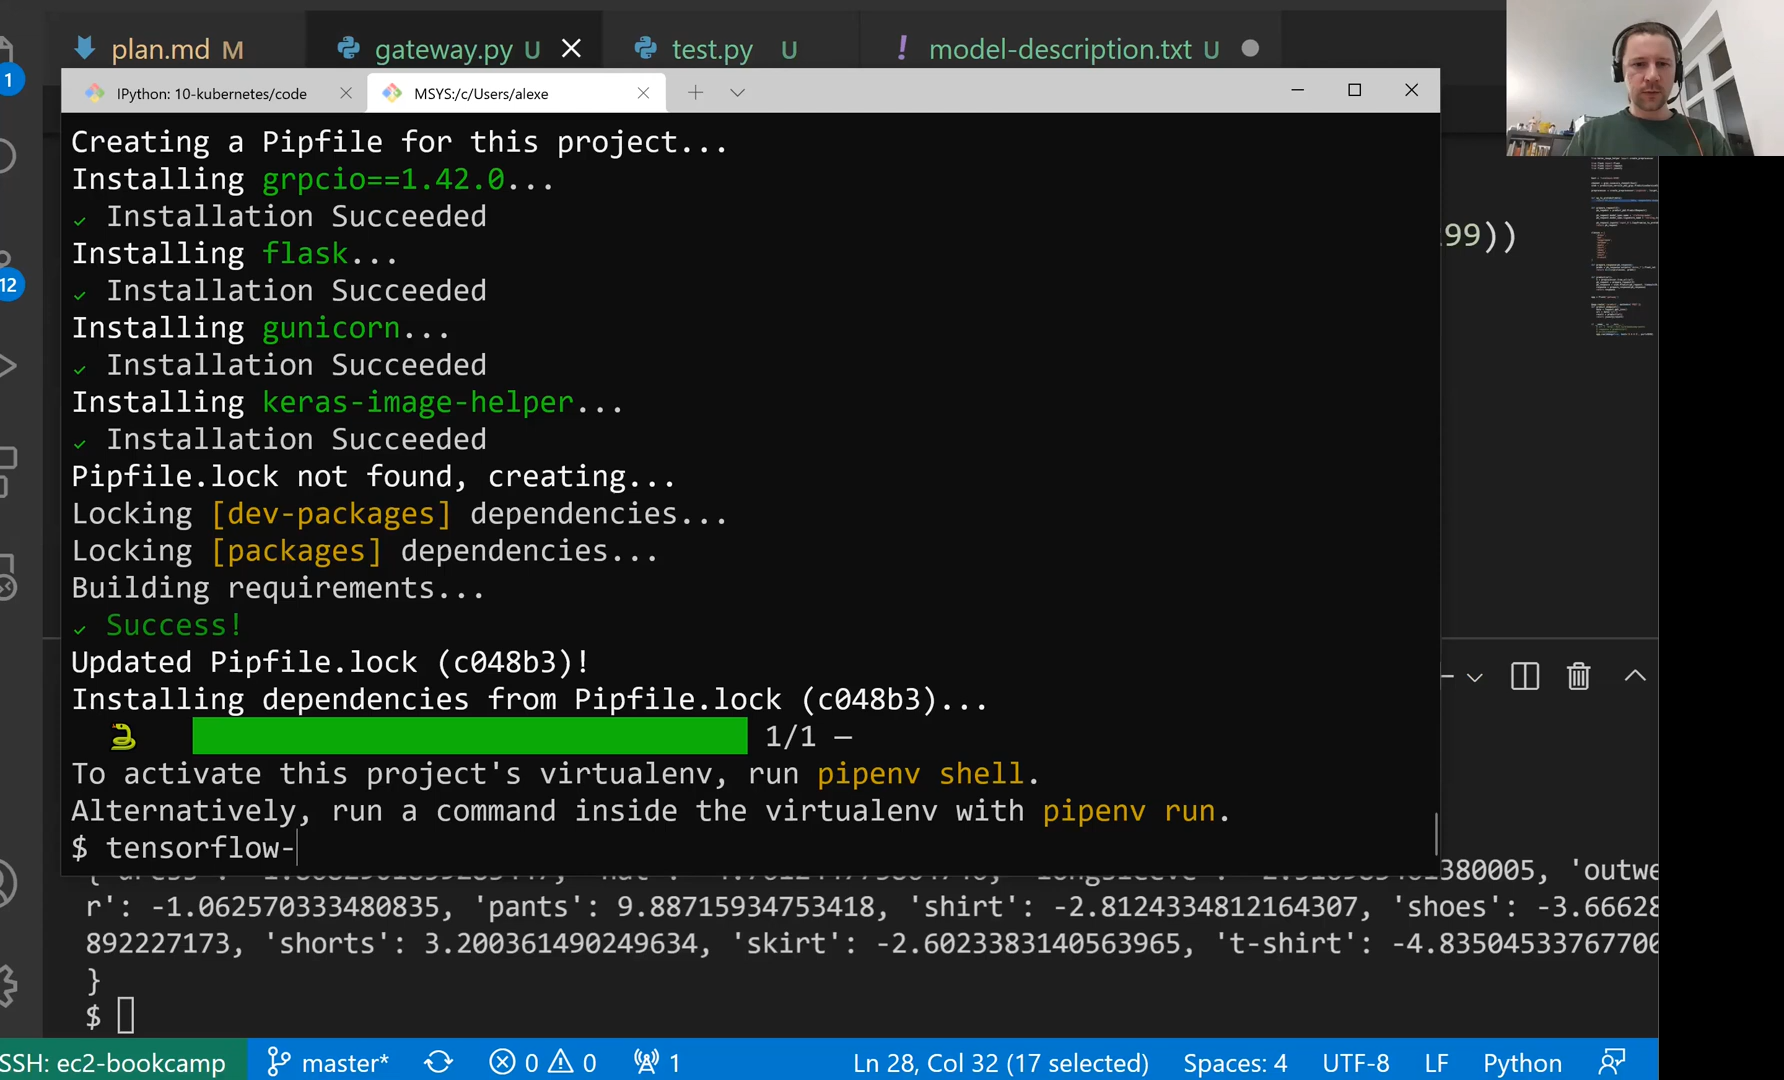 plan.md M
gateway.py U
test.py U
! model-description.txt U
1
IPython: 10-kubernetes/code
MSYS:/c/Users/alexe
Creating a Pipfile for this project...
Installing grpcio==1.42.0...
✓ Installation Succeeded
Installing flask...
✓ Installation Succeeded
Installing gunicorn...
✓ Installation Succeeded
Installing keras-image-helper...
✓ Installation Succeeded
Pipfile.lock not found, creating...
Locking [dev-packages] dependencies...
Locking [packages] dependencies...
Building requirements...
✓ Success!
Updated Pipfile.lock (c048b3)!
Installing dependencies from Pipfile.lock (c048b3)...
1/1 —
To activate this project's virtualenv, run pipenv shell.
Alternatively, run a command inside the virtualenv with pipenv run.
$ tensorflow-
99))
12
380005, 'outwe
r': -1.062570333480835, 'pants': 9.88715934753418, 'shirt': -2.8124334812164307, 'shoes': -3.66628
892227173, 'shorts': 3.200361490249634, 'skirt': -2.6023383140563965, 't-shirt': -4.83504533767700
}
$
SSH: ec2-bookcamp
master*
0
0
1
Ln 28, Col 32 (17 selected)
Spaces: 4
UTF-8
LF
Python